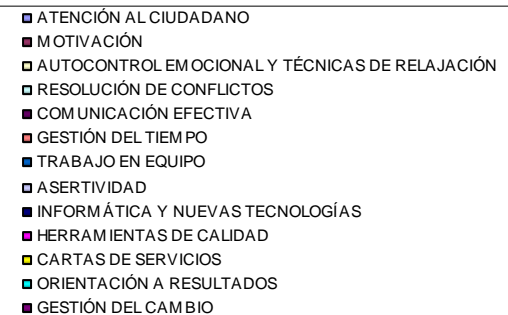 ATENCIÓN AL CIUDADANO
MOTIVACIÓN
AUTOCONTROL EMOCIONAL Y TÉCNICAS DE RELAJACIÓN
RESOLUCIÓN DE CONFLICTOS
COMUNICACIÓN EFECTIVA
GESTIÓN DEL TIEMPO
TRABAJO EN EQUIPO
ASERTIVIDAD
INFORMÁTICA Y NUEVAS TECNOLOGÍAS
HERRAMIENTAS DE CALIDAD
CARTAS DE SERVICIOS
ORIENTACIÓN A RESULTADOS
GESTIÓN DEL CAMBIO